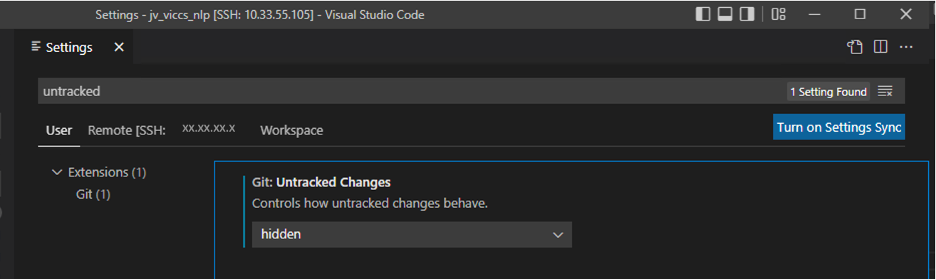 Settings - jv_viccs_nlp [SSH: 10.33.55.105] - Visual Studio Code
Settings
untracked
1 Setting Found
User Remote [SSH: xx.xx.xx.x Workspace
Turn on Settings Sync
Extensions (1)
Git (1)
Git: Untracked Changes
Controls how untracked changes behave.
hidden